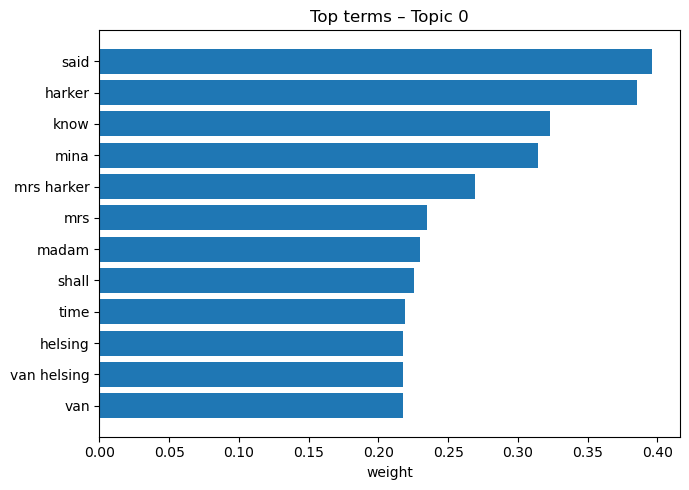 Top terms – Topic 0
said
harker
know
mina
mrs harker
mrs
madam
shall
time
helsing
van helsing
van
0.00 0.05 0.10 0.15 0.20 0.25 0.30 0.35 0.40
weight